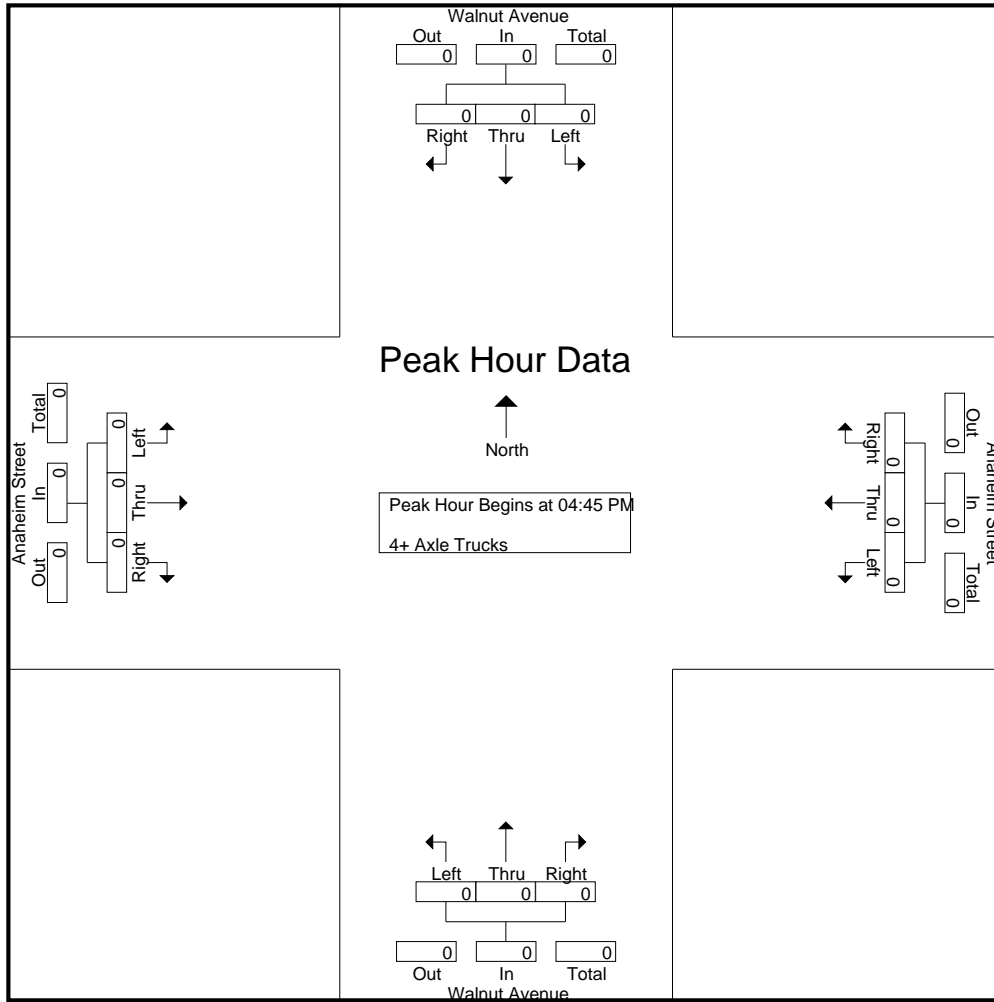 Walnut Avenue
Out In Total
0 0 0
0 0 0
Right Thru Left
Peak Hour Data
North
Peak Hour Begins at 04:45 PM
4+ Axle Trucks
Anaheim Street
Out In Total
0 0 0
0 0 0
Right Thru Left
Anaheim Street
Out In Total
0 0 0
0 0 0
Right Thru Left
Left Thru Right
0 0 0
0 0 0
Out In Total
Walnut Avenue